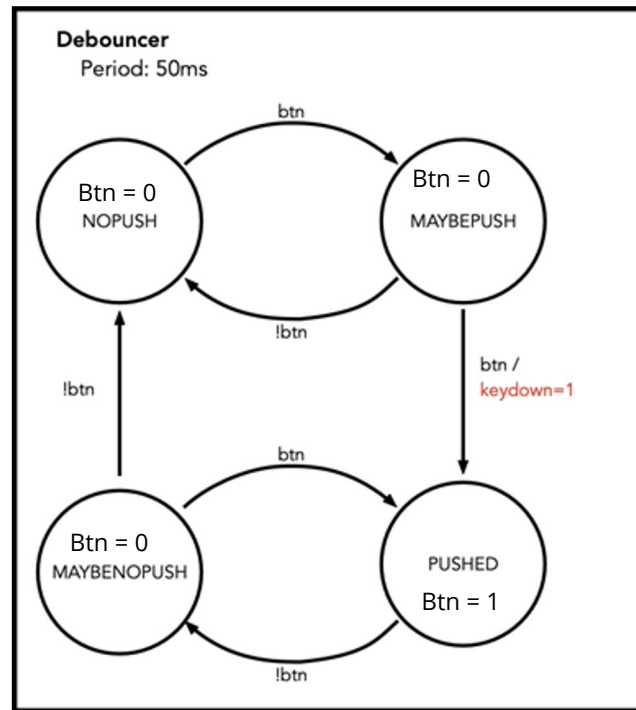 Debouncer
Period: 50ms
btn
Btn = 0
NOPUSH
Btn = 0
MAYBEPUSH
!btn
!btn
btn /
keydown=1
btn
Btn = 0
MAYBENOPUSH
PUSHED
Btn = 1
!btn